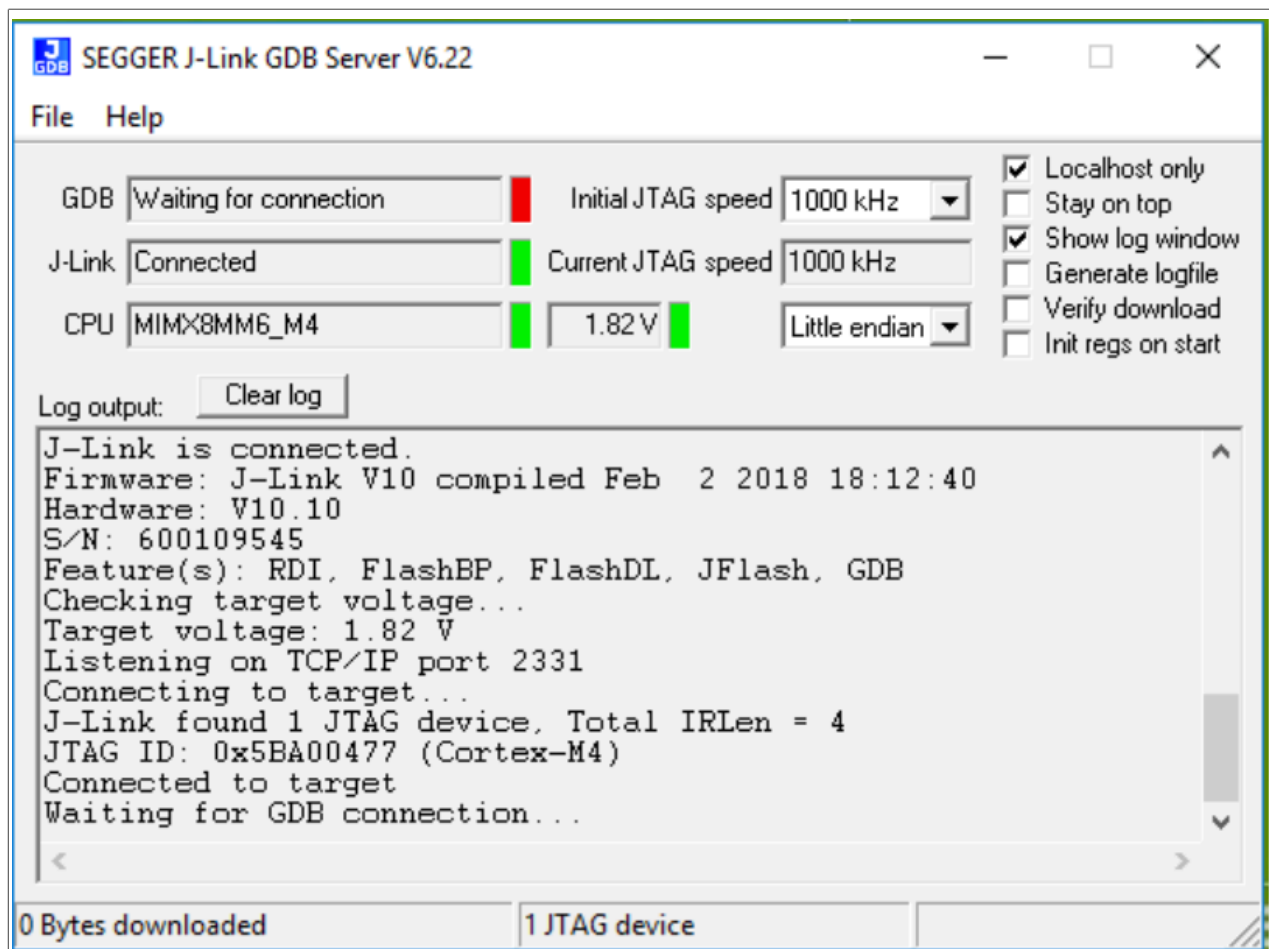 J GDB SEGGER J-Link GDB Server V6.22
File Help
GDB Waiting for connection Initial JTAG speed 1000 kHz Localhost only
Stay on top
J-Link Connected Current JTAG speed 1000 kHz Show log window
Generate logfile
CPU MIMX8MM6_M4 1.82 V Little endian Verify download
Init regs on start
Log output: Clear log
J-Link is connected.
Firmware: J-Link V10 compiled Feb  2 2018 18:12:40
Hardware: V10.10
S/N: 600109545
Feature(s): RDI, FlashBP, FlashDL, JFlash, GDB
Checking target voltage...
Target voltage: 1.82 V
Listening on TCP/IP port 2331
Connecting to target...
J-Link found 1 JTAG device, Total IRLen = 4
JTAG ID: 0x5BA00477 (Cortex-M4)
Connected to target
Waiting for GDB connection...
0 Bytes downloaded 1 JTAG device